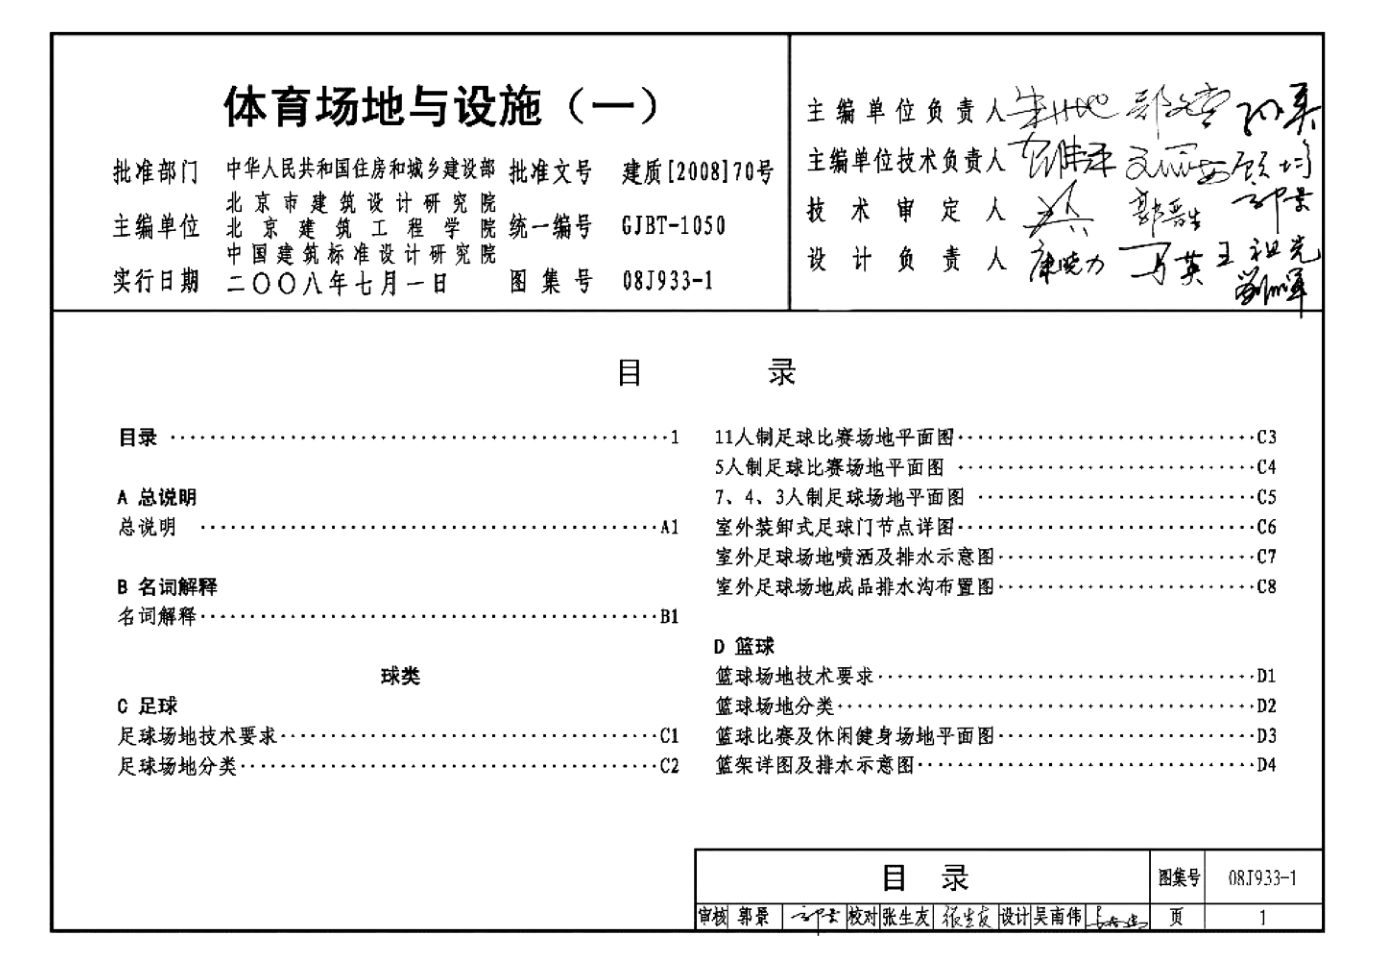 体育场地与设施（一）
批准部门 中华人民共和国住房和城乡建设部 批准文号 建质[2008]70号
主编单位 北京市建筑设计研究院 北京建筑工程学院 中国建筑标准设计研究院 统一编号 GJBT-1050
实行日期 二〇〇八年七月一日 图集号 08J933-1
主编单位负责人
主编单位技术负责人
技术审定人
设计负责人 康晓力 马英 王祖光
目 录
目录 ··················1
A 总说明
总说明 ··················A1
B 名词解释
名词解释··················B1
球类
C 足球
足球场地技术要求··················C1
足球场地分类··················C2
11人制足球比赛场地平面图··················C3
5人制足球比赛场地平面图 ··················C4
7、4、3人制足球场地平面图 ··················C5
室外装卸式足球门节点详图··················C6
室外足球场地喷洒及排水示意图··················C7
室外足球场地成品排水沟布置图··················C8
D 篮球
篮球场地技术要求··················D1
篮球场地分类··················D2
篮球比赛及休闲健身场地平面图··················D3
篮架详图及排水示意图··················D4
目 录 图集号 08J933-1
审核 郭景 校对 张生友 张生友 设计 吴南伟 页 1